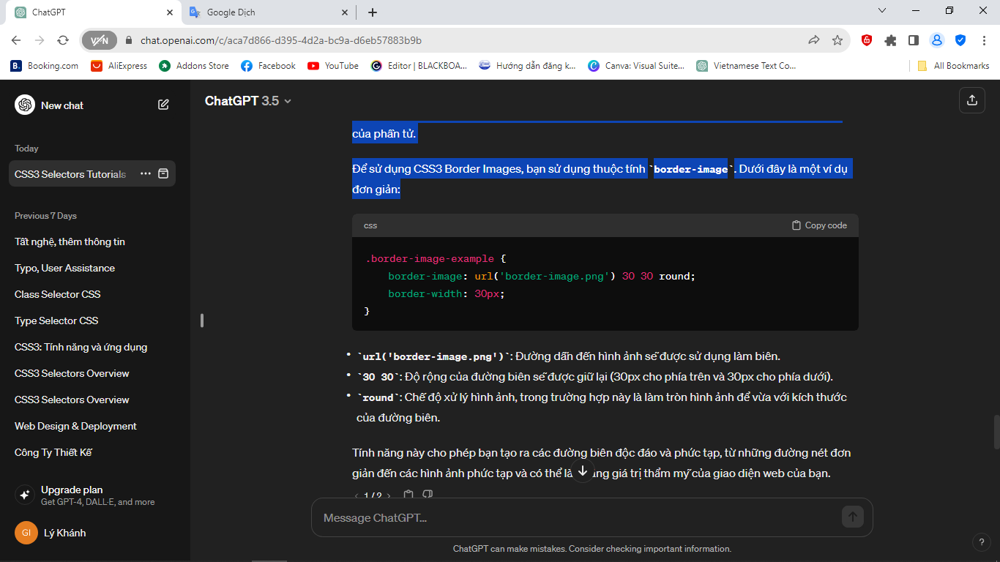 ChatGPT
Google Dịch
VPN
chat.openai.com/c/aca7d866-d395-4d2a-bc9a-d6eb57883b9b
B. Booking.com
AliExpress
Addons Store
Facebook
YouTube
Editor | BLACKBOA...
Hướng dẫn đăng k...
Canva: Visual Suite...
Vietnamese Text Co...
All Bookmarks
New chat
Today
CSS3 Selectors Tutorials
Previous 7 Days
Tất nghệ, thêm thông tin
Typo, User Assistance
Class Selector CSS
Type Selector CSS
CSS3: Tính năng và ứng dụng
CSS3 Selectors Overview
CSS3 Selectors Overview
Web Design & Deployment
Công Ty Thiết Kế
Upgrade plan
Get GPT-4, DALL·E, and more
GI
Lý Khánh
ChatGPT 3.5
của phần tử.
Để sử dụng CSS3 Border Images, bạn sử dụng thuộc tính `border-image`. Dưới đây là một ví dụ
đơn giản:
css
Copy code
.border-image-example {
border-image: url('border-image.png') 30 30 round;
border-width: 30px;
}
• `url('border-image.png')`: Đường dẫn đến hình ảnh sẽ được sử dụng làm biên.
• `30 30`: Độ rộng của đường biên sẽ được giữ lại (30px cho phía trên và 30px cho phía dưới).
• `round`: Chế độ xử lý hình ảnh, trong trường hợp này là làm tròn hình ảnh để vừa với kích thước
của đường biên.
Tính năng này cho phép bạn tạo ra các đường biên độc đáo và phức tạp, từ những đường nét đơn
giản đến các hình ảnh phức tạp và có thể giá trị thẩm mỹ của giao diện web của bạn.
1 / 2
Message ChatGPT...
ChatGPT can make mistakes. Consider checking important information.
?